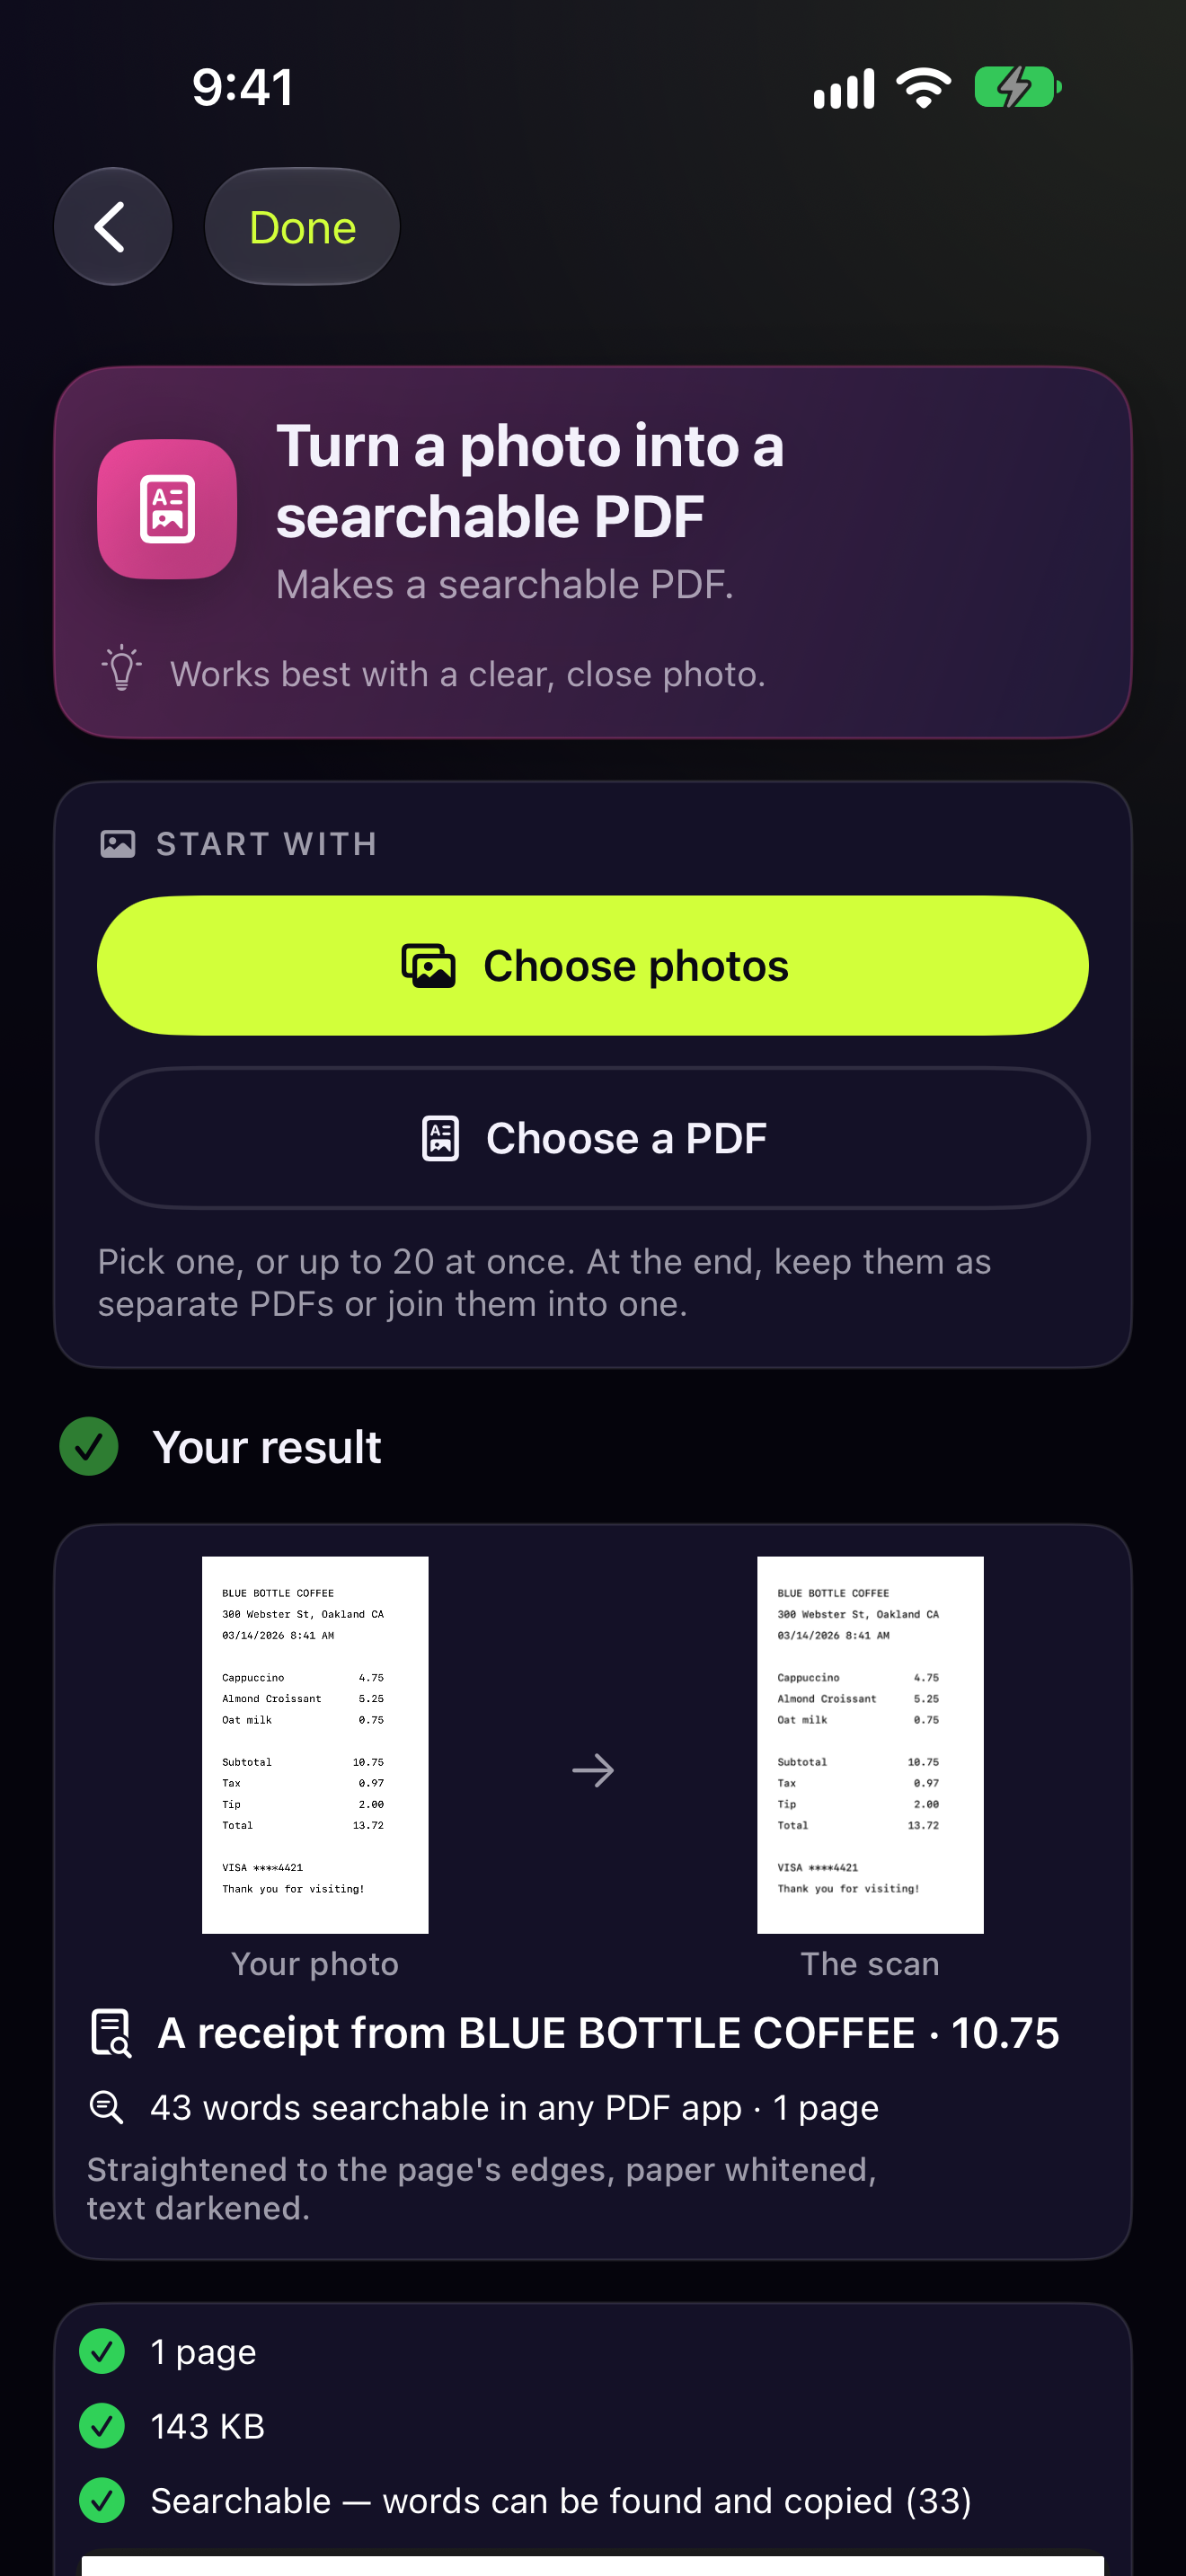 9:41
Done
Turn a photo into a
searchable PDF
Makes a searchable PDF.
Works best with a clear, close photo.
START WITH
Choose photos
Choose a PDF
Pick one, or up to 20 at once. At the end, keep them as
separate PDFs or join them into one.
Your result
BLUE BOTTLE COFFEE
300 Webster St, Oakland CA
03/14/2026 8:41 AM
Cappuccino 4.75
Almond Croissant 5.25
Oat milk 0.75
Subtotal 10.75
Tax 0.97
Tip 2.00
Total 13.72
VISA ****4421
Thank you for visiting!
Your photo
BLUE BOTTLE COFFEE
300 Webster St, Oakland CA
03/14/2026 8:41 AM
Cappuccino 4.75
Almond Croissant 5.25
Oat milk 0.75
Subtotal 10.75
Tax 0.97
Tip 2.00
Total 13.72
VISA ****4421
Thank you for visiting!
The scan
A receipt from BLUE BOTTLE COFFEE · 10.75
43 words searchable in any PDF app · 1 page
Straightened to the page's edges, paper whitened,
text darkened.
1 page
143 KB
Searchable — words can be found and copied (33)